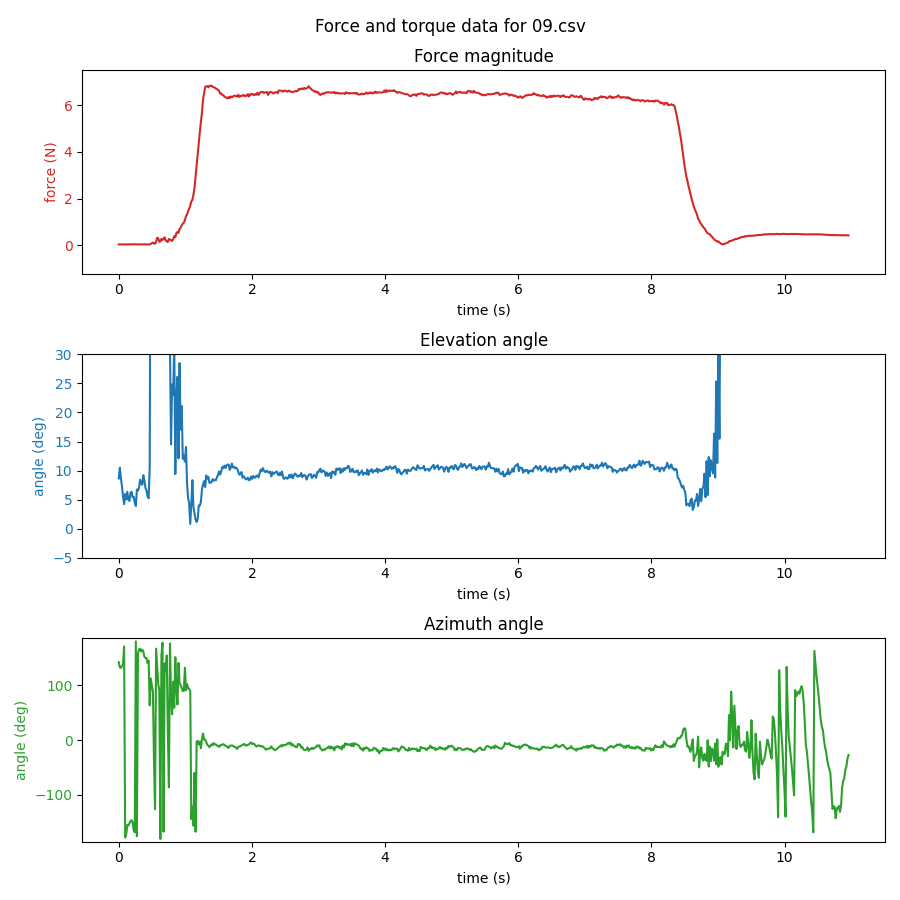 Force and torque data for 09.csv
Force magnitude
force (N)
6
4
2
0
0 2 4 6 8 10
time (s)
Elevation angle
angle (deg)
30
25
20
15
10
5
0
−5
0 2 4 6 8 10
time (s)
Azimuth angle
angle (deg)
100
0
−100
0 2 4 6 8 10
time (s)